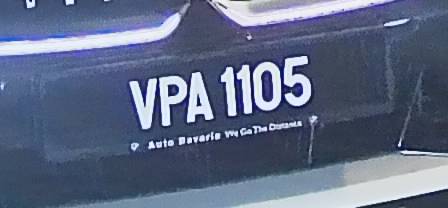 VPA 1105
Auto Bavaria We Go The Distance